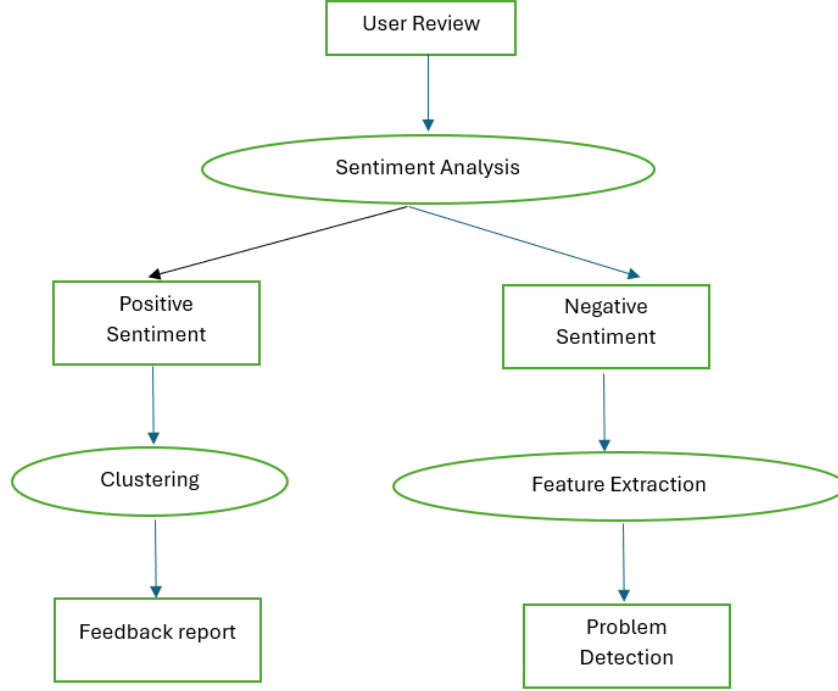 User Review
Sentiment Analysis
Positive
Sentiment
Negative
Sentiment
Clustering
Feature Extraction
Feedback report
Problem
Detection